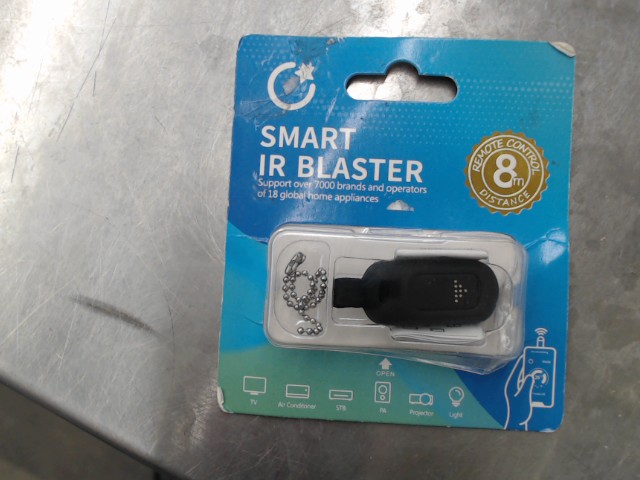 SMART
IR BLASTER
Support over 7000 brands and operators
of 18 global home appliances
REMOTE CONTROL
8m
DISTANCE
OPEN
TV
Air Conditioner
STB
PA
Projector
Light